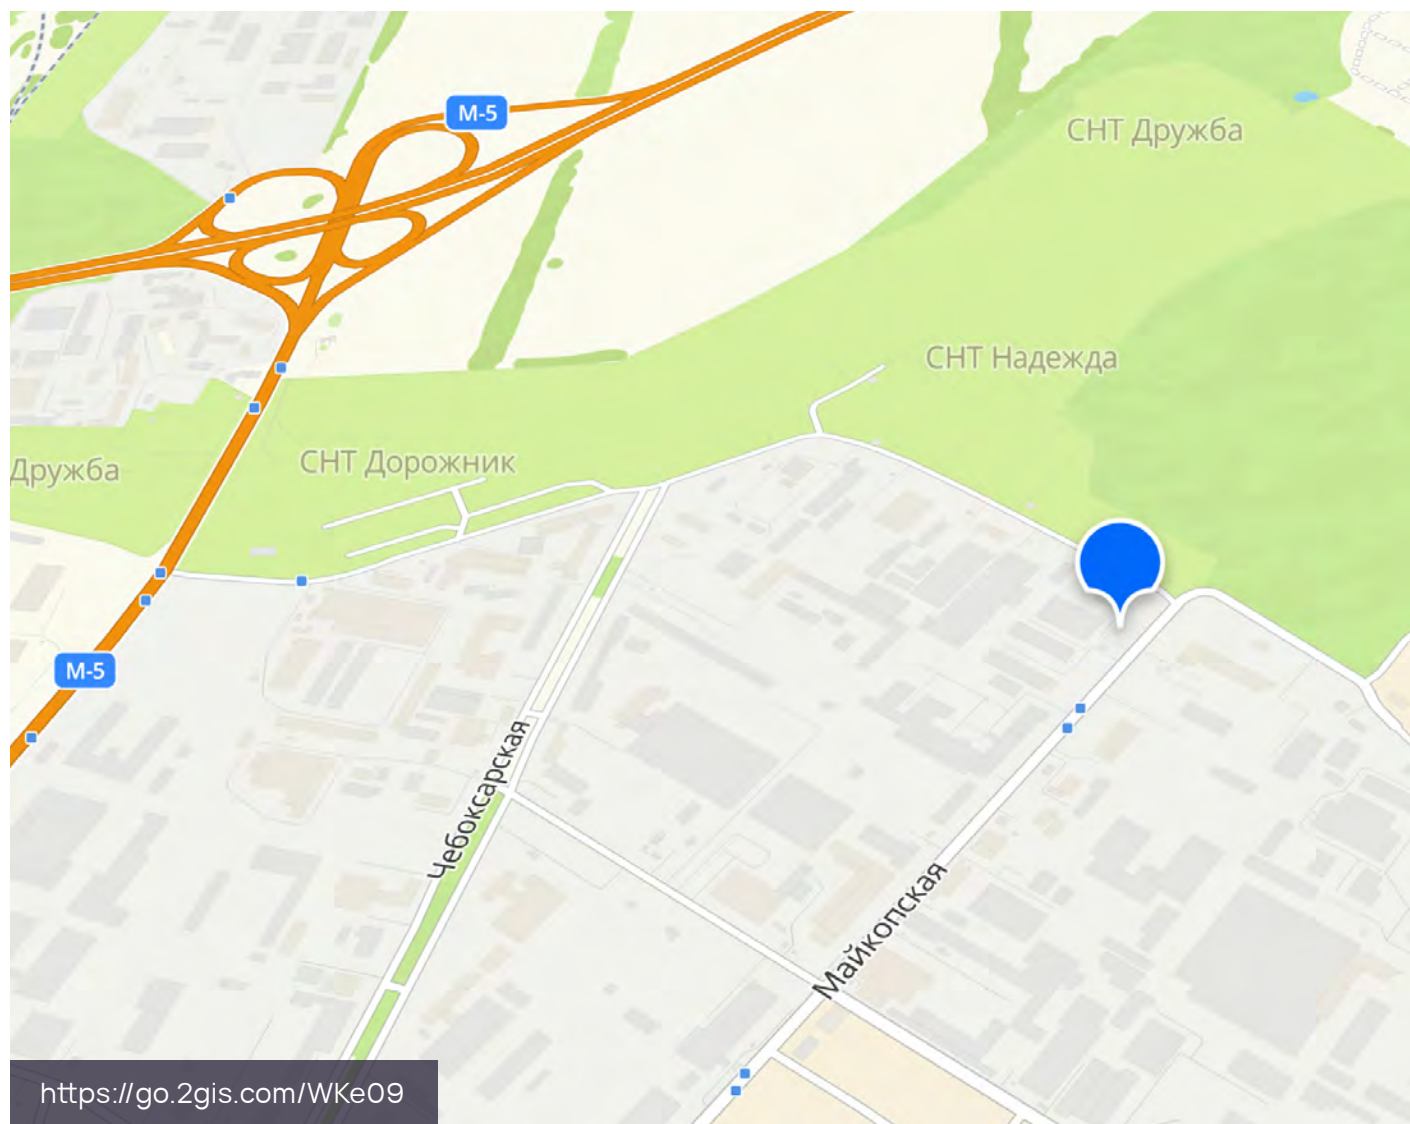 М-5
СНТ Дружба
СНТ Надежда
СНТ Дорожник
Дружба
М-5
Чебоксарская
Майкопская
https://go.2gis.com/WKe09